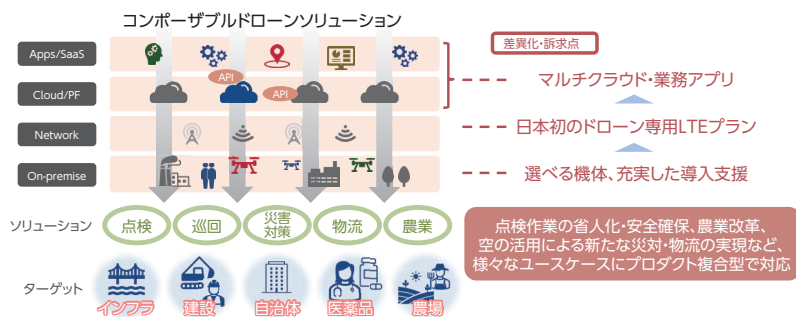 コンポーザブルドローンソリューション
差異化・訴求点
Apps/SaaS
API
マルチクラウド・業務アプリ
Cloud/PF
API
Network
日本初のドローン専用LTEプラン
On-premise
選べる機体、充実した導入支援
ソリューション
点検
巡回
災害
対策
物流
農業
点検作業の省人化・安全確保、農業改革、
空の活用による新たな災対・物流の実現など、
様々なユースケースにプロダクト複合型で対応
ターゲット
インフラ
建設
自治体
医薬品
農場